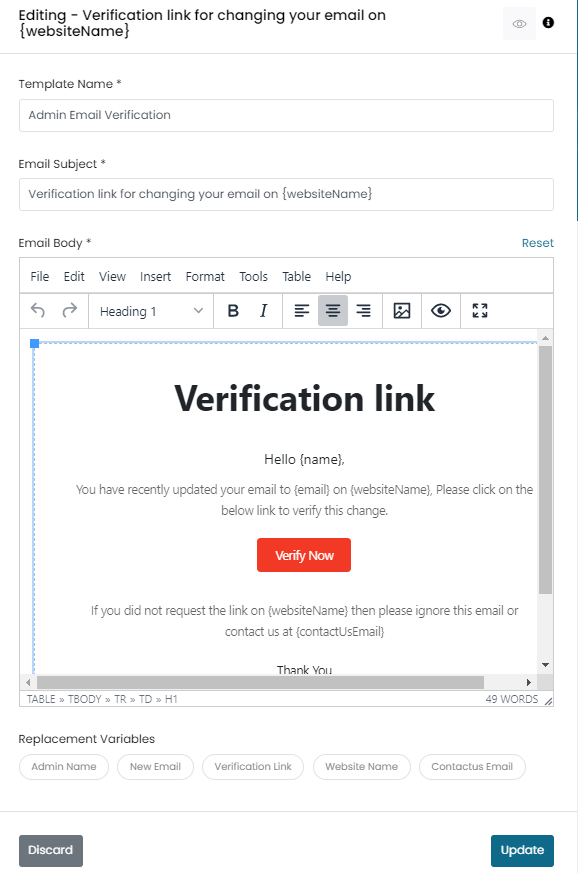 Editing - Verification link for changing your email on
{websiteName}
Template Name *
Admin Email Verification
Email Subject *
Verification link for changing your email on {websiteName}
Email Body *
Reset
File Edit View Insert Format Tools Table Help
Heading 1 B I
Verification link
Hello {name},
You have recently updated your email to {email} on {websiteName}, Please click on the
below link to verify this change.
Verify Now
If you did not request the link on {websiteName} then please ignore this email or
contact us at {contactUsEmail}
Thank You
TABLE » TBODY » TR » TD » H1 49 WORDS
Replacement Variables
Admin Name New Email Verification Link Website Name Contactus Email
Discard Update